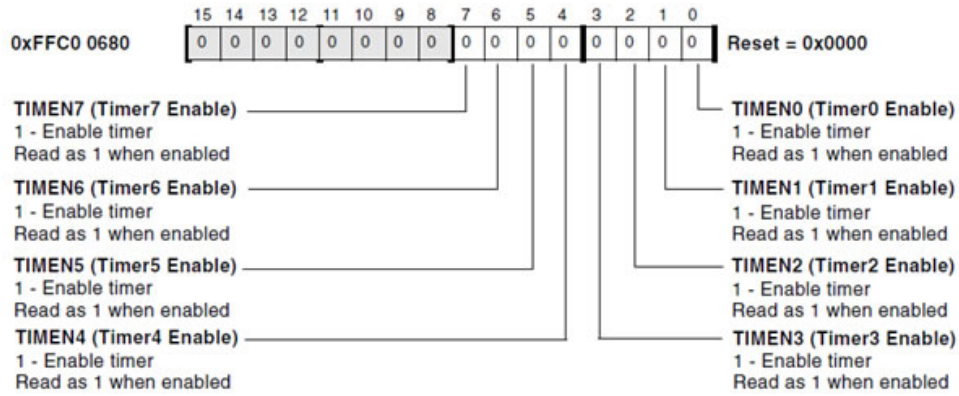 15 14 13 12 11 10 9 8 7 6 5 4 3 2 1 0
0xFFC0 0680 0 0 0 0 0 0 0 0 0 0 0 0 0 0 0 0 Reset = 0x0000
TIMEN7 (Timer7 Enable)
1 - Enable timer
Read as 1 when enabled
TIMEN6 (Timer6 Enable)
1 - Enable timer
Read as 1 when enabled
TIMEN5 (Timer5 Enable)
1 - Enable timer
Read as 1 when enabled
TIMEN4 (Timer4 Enable)
1 - Enable timer
Read as 1 when enabled
TIMEN0 (Timer0 Enable)
1 - Enable timer
Read as 1 when enabled
TIMEN1 (Timer1 Enable)
1 - Enable timer
Read as 1 when enabled
TIMEN2 (Timer2 Enable)
1 - Enable timer
Read as 1 when enabled
TIMEN3 (Timer3 Enable)
1 - Enable timer
Read as 1 when enabled